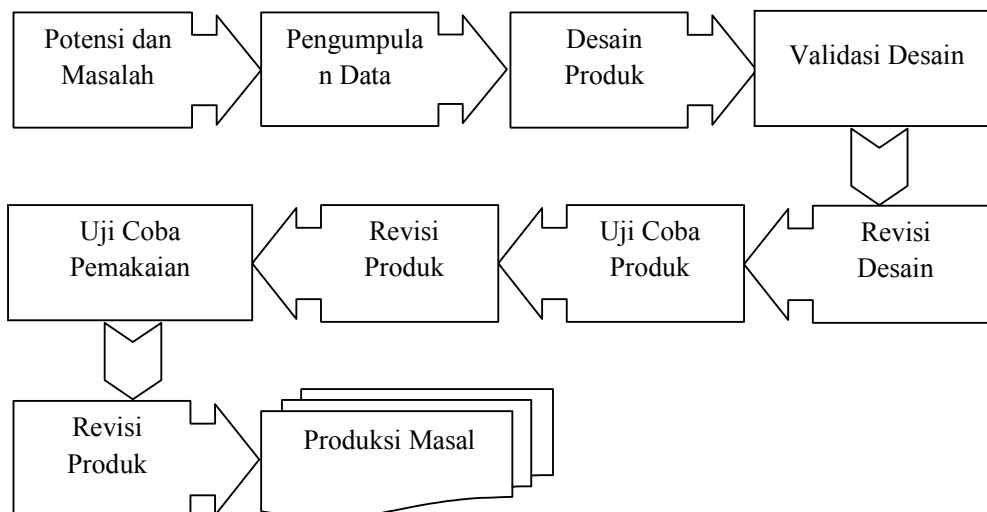 Potensi dan
Masalah
Pengumpula
n Data
Desain
Produk
Validasi Desain
Revisi
Desain
Uji Coba
Produk
Revisi
Produk
Uji Coba
Pemakaian
Revisi
Produk
Produksi Masal